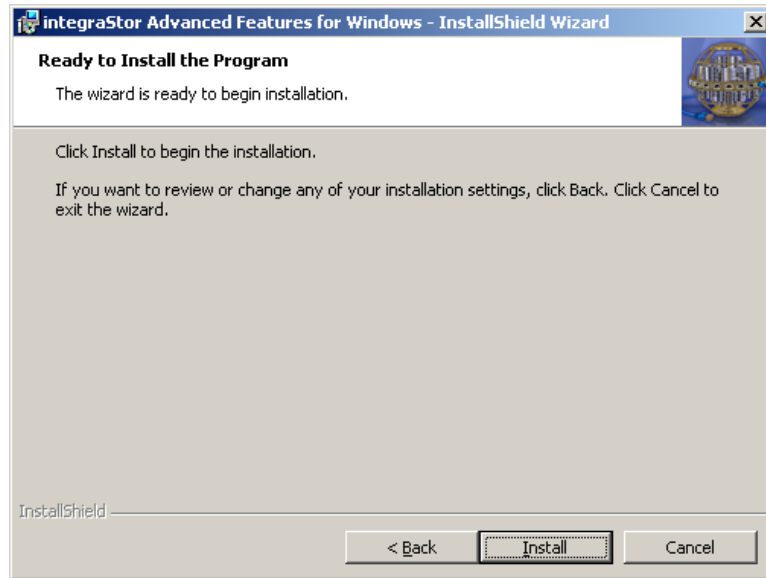 integraStor Advanced Features for Windows - InstallShield Wizard
Ready to Install the Program
The wizard is ready to begin installation.
Click Install to begin the installation.
If you want to review or change any of your installation settings, click Back. Click Cancel to
exit the wizard.
InstallShield
< Back
Install
Cancel